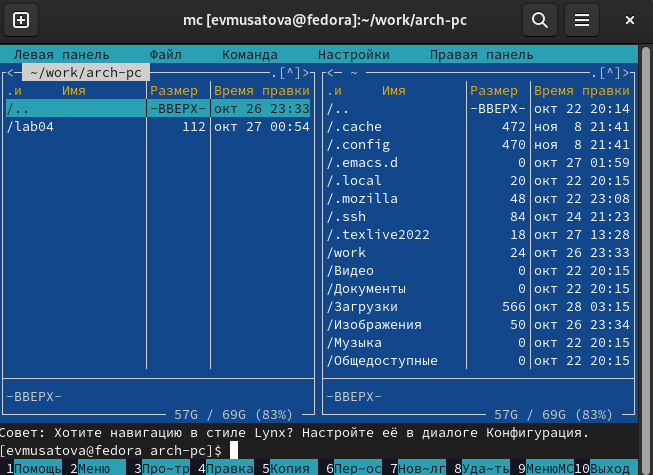 mc [evmusatova@fedora]:~/work/arch-pc
Левая панель Файл Команда Настройки Правая панель
<─ ~/work/arch-pc .[^]> <─ ~ .[^]>
.и Имя Размер Время правки .и Имя Размер Время правки
/.. -ВВЕРХ- окт 26 23:33 /.. -ВВЕРХ- окт 22 20:14
/lab04 112 окт 27 00:54 /.cache 472 ноя 8 21:41
/.config 470 ноя 8 21:41
/.emacs.d 0 окт 27 01:59
/.local 20 окт 22 20:15
/.mozilla 48 окт 22 23:08
/.ssh 84 окт 24 21:23
/.texlive2022 18 окт 27 13:28
/work 24 окт 26 23:33
/Видео 0 окт 22 20:15
/Документы 0 окт 22 20:15
/Загрузки 566 окт 28 03:15
/Изображения 50 окт 26 23:34
/Музыка 0 окт 22 20:15
/Общедоступные 0 окт 22 20:15
-ВВЕРХ- -ВВЕРХ-
57G / 69G (83%) 57G / 69G (83%)
Совет: Хотите навигацию в стиле Lynx? Настройте её в диалоге Конфигурация.
[evmusatova@fedora arch-pc]$
1Помощь 2Меню 3Про~тр 4Правка 5Копия 6Пер~ос 7Нов~лг 8Уда~ть 9МенюMC 10Выход